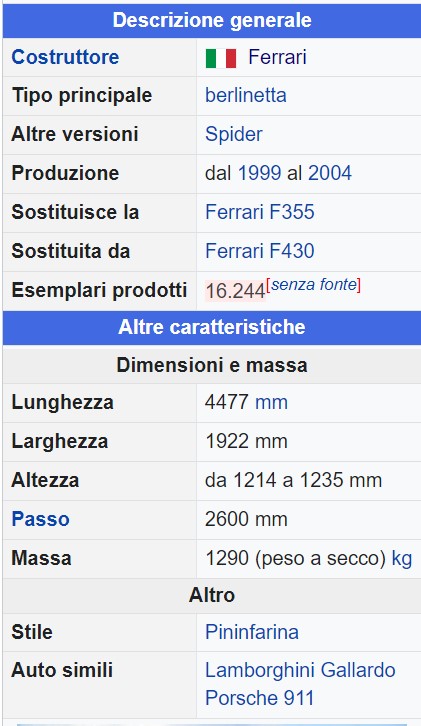 Descrizione generale
Costruttore Ferrari
Tipo principale berlinetta
Altre versioni Spider
Produzione dal 1999 al 2004
Sostituisce la Ferrari F355
Sostituita da Ferrari F430
Esemplari prodotti 16.244[senza fonte]
Altre caratteristiche
Dimensioni e massa
Lunghezza 4477 mm
Larghezza 1922 mm
Altezza da 1214 a 1235 mm
Passo 2600 mm
Massa 1290 (peso a secco) kg
Altro
Stile Pininfarina
Auto simili Lamborghini Gallardo
Porsche 911